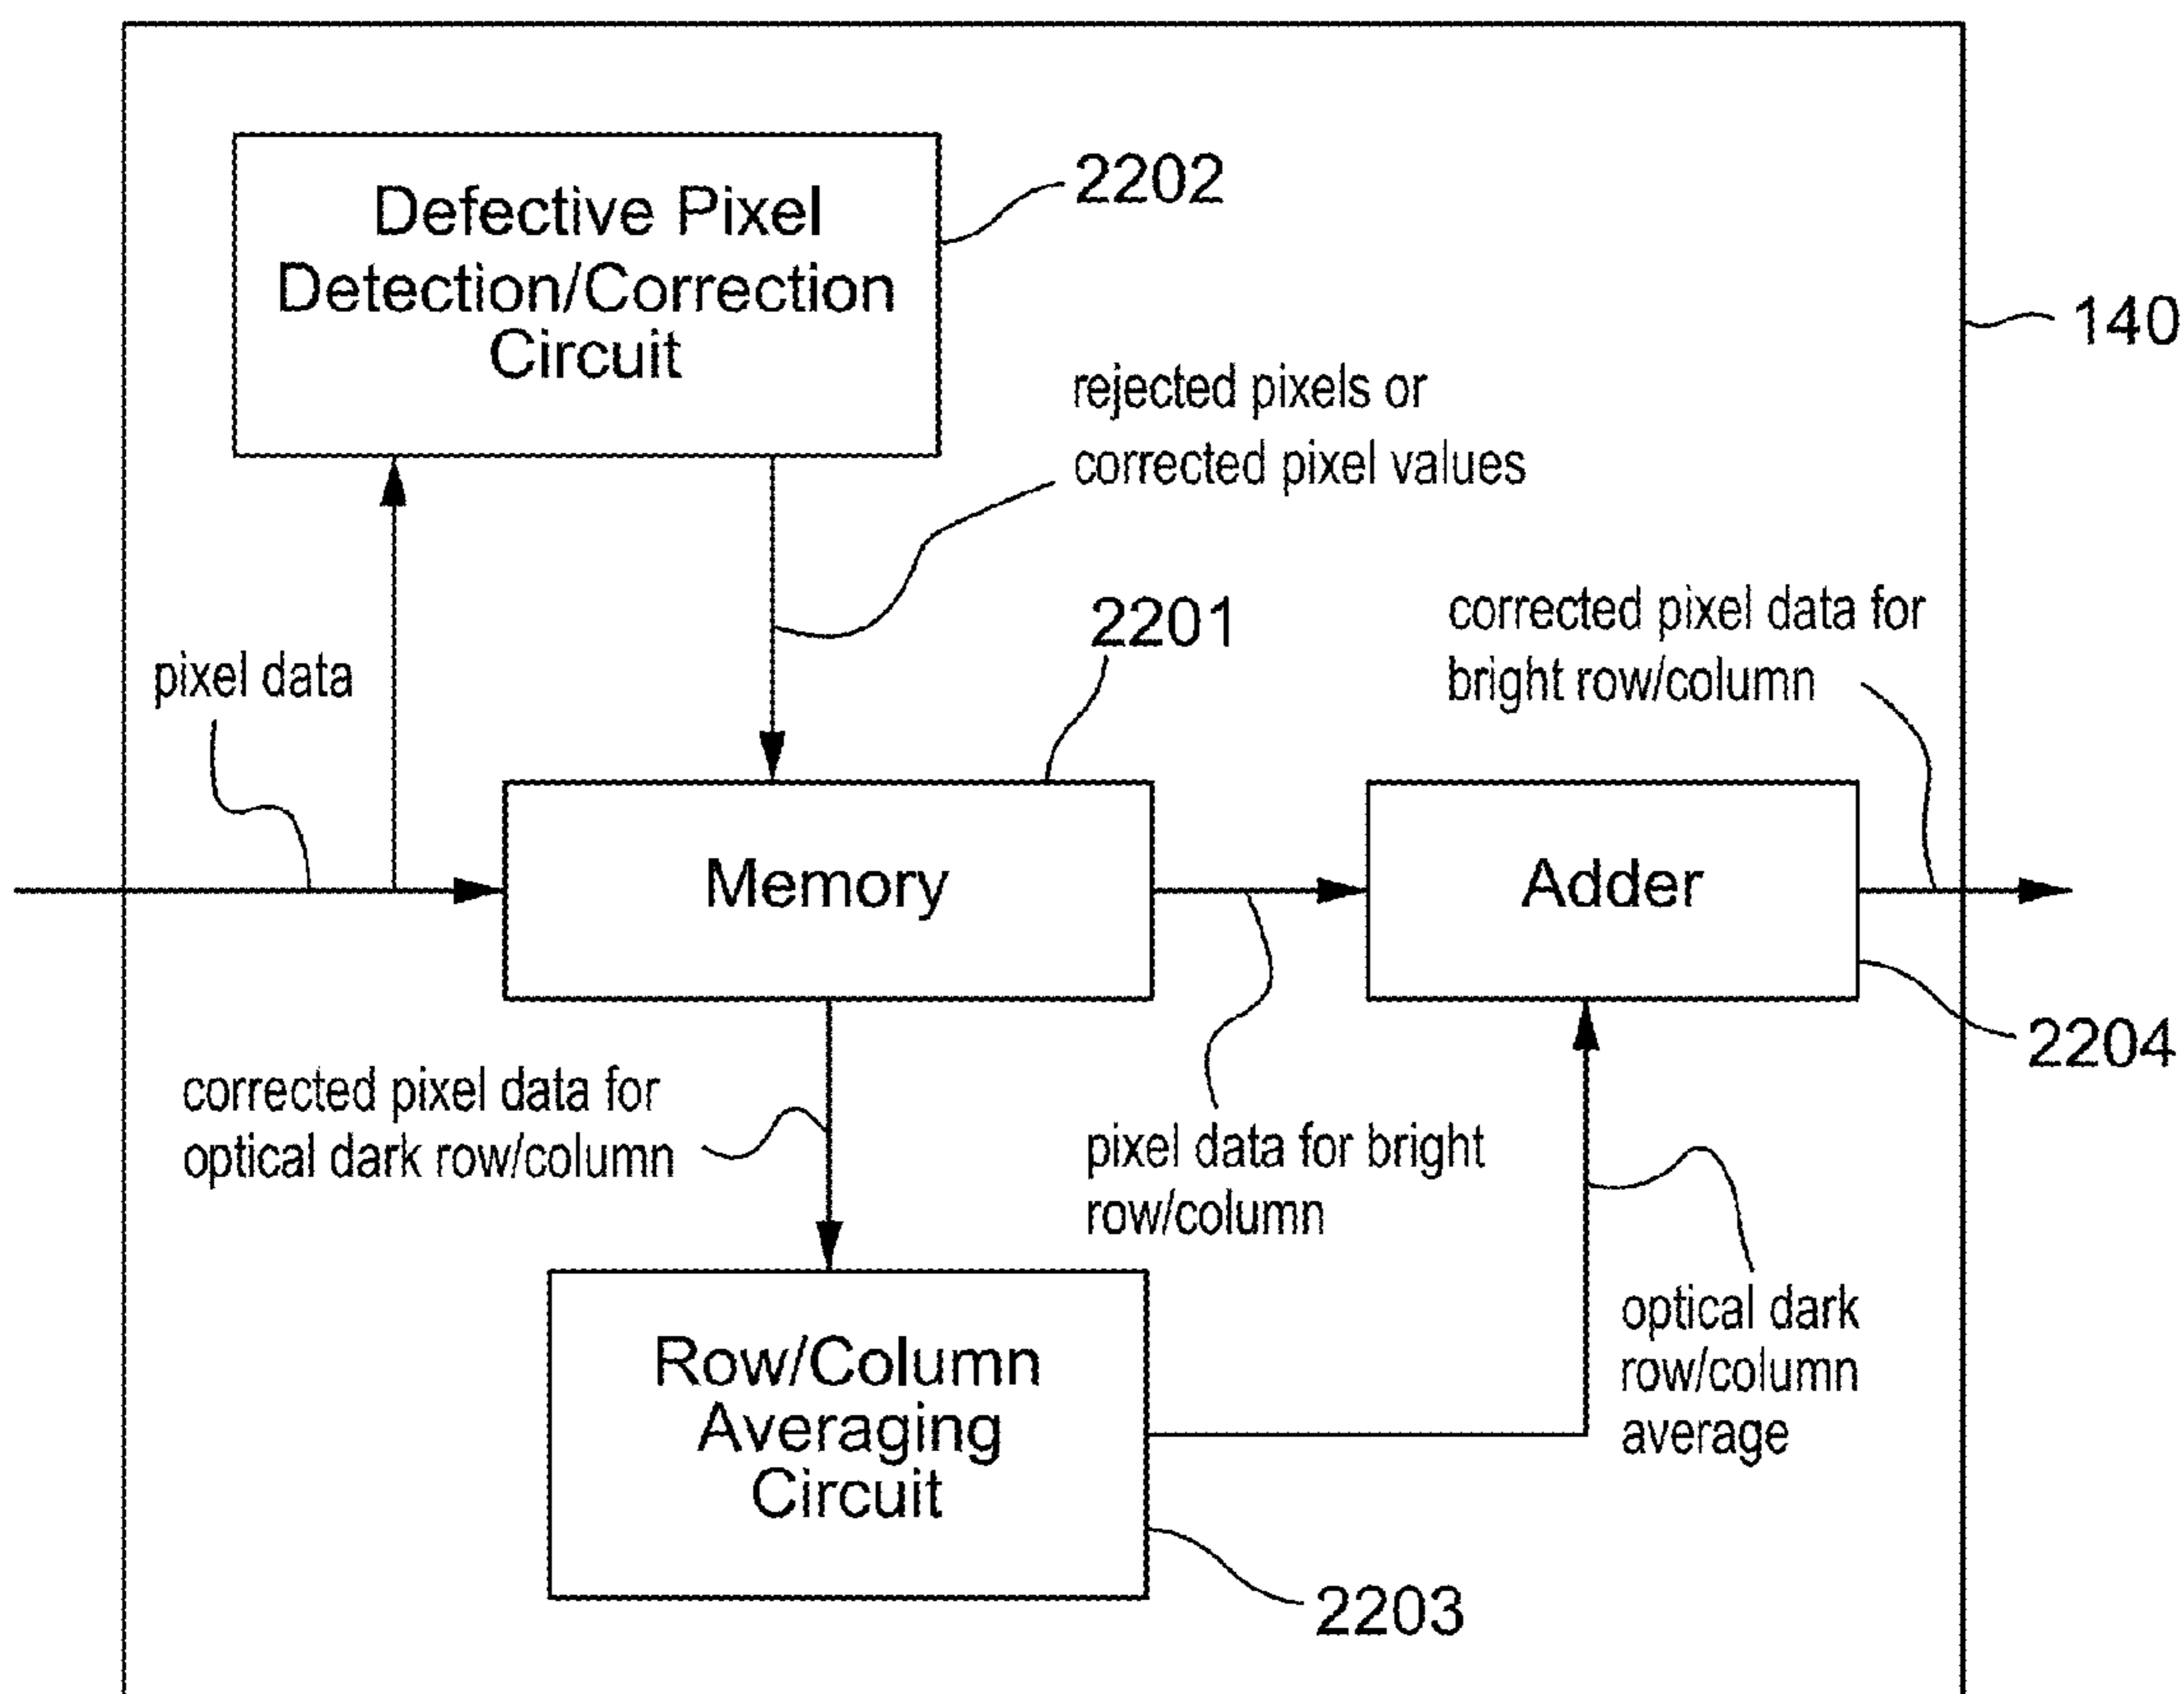 Defective Pixel
Detection/Correction
Circuit
2202
140
rejected pixels or
corrected pixel values
2201
corrected pixel data for
bright row/column
pixel data
Memory
Adder
2204
corrected pixel data for
optical dark row/column
pixel data for bright
row/column
optical dark
row/column
average
Row/Column
Averaging
Circuit
2203